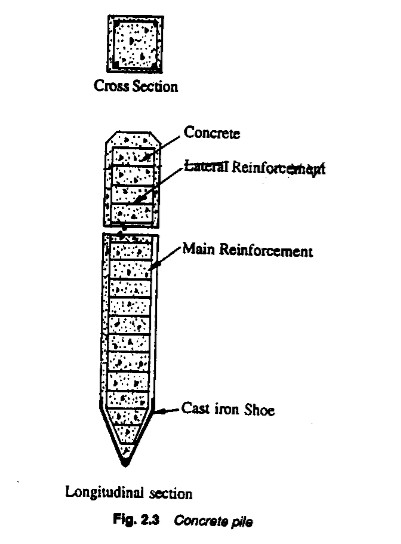 Cross Section
Concrete
Lateral Reinforcement
Main Reinforcement
Cast iron Shoe
Longitudinal section
Fig. 2.3 Concrete pile